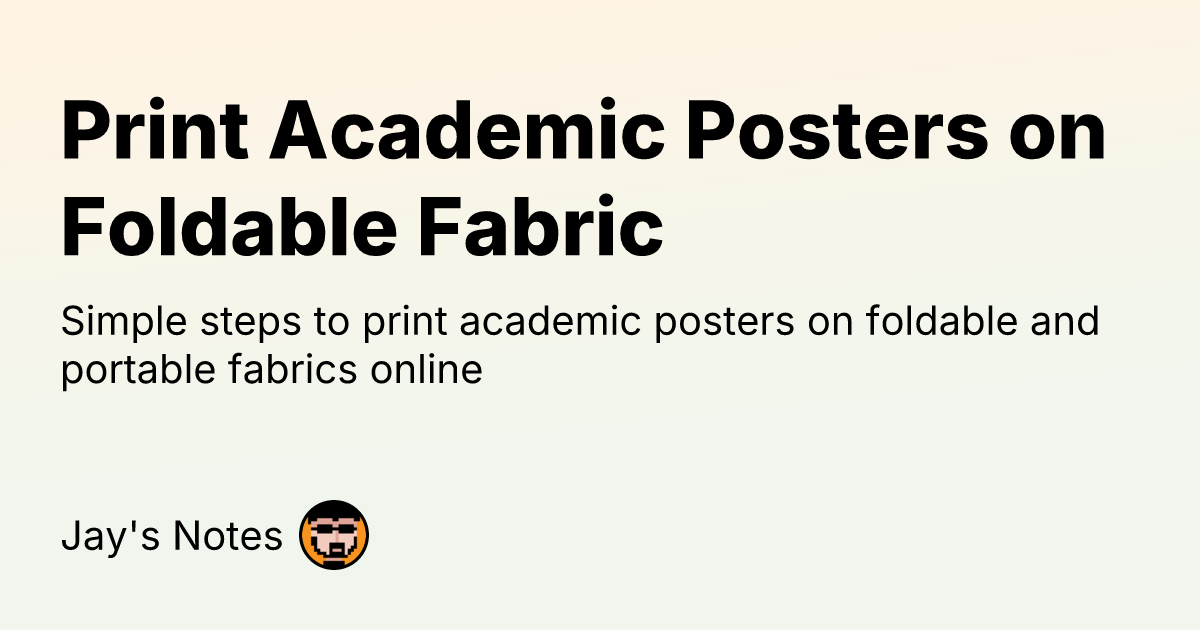 Print Academic Posters on
Foldable Fabric
Simple steps to print academic posters on foldable and
portable fabrics online
Jay's Notes